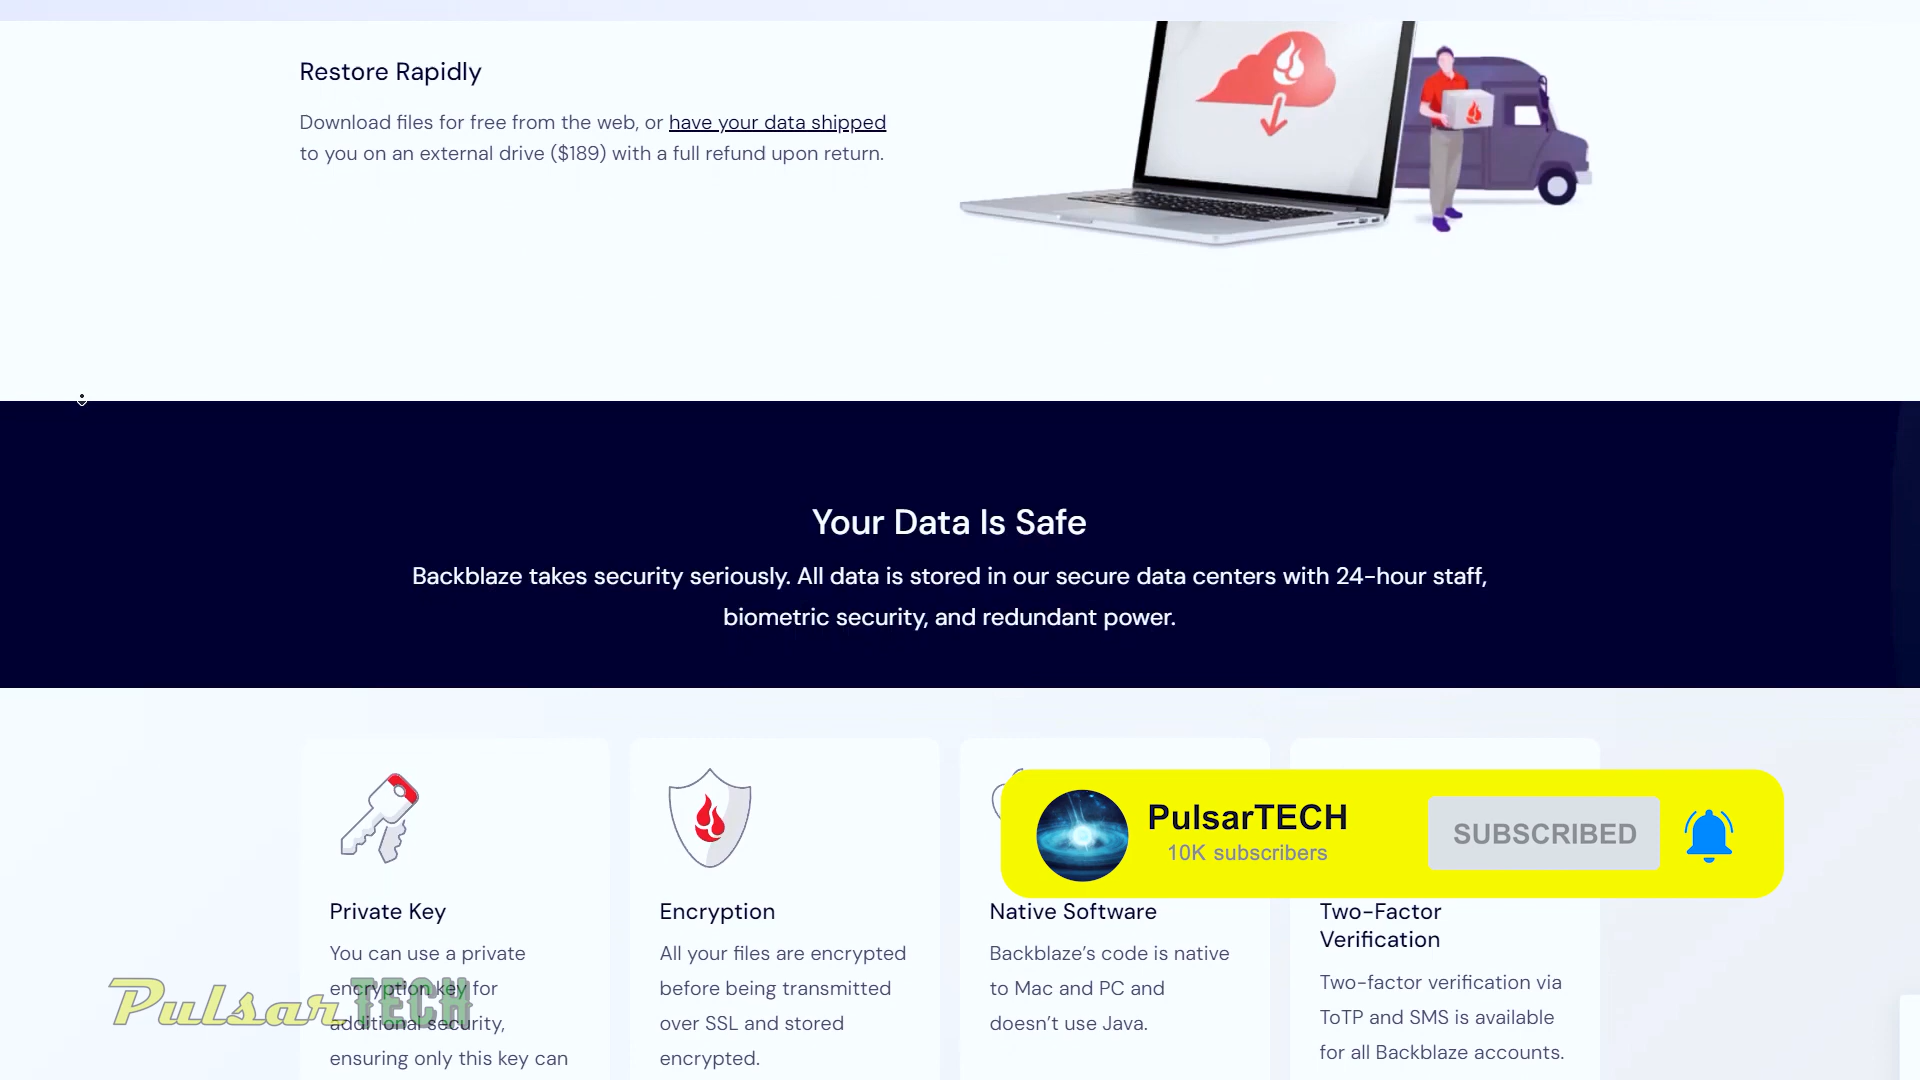 Restore Rapidly
Download files for free from the web, or have your data shipped
to you on an external drive ($189) with a full refund upon return.
Your Data Is Safe
Backblaze takes security seriously. All data is stored in our secure data centers with 24-hour staff,
biometric security, and redundant power.
Private Key
You can use a private
encryption key for
additional security,
ensuring only this key can
Encryption
All your files are encrypted
before being transmitted
over SSL and stored
encrypted.
Native Software
Backblaze’s code is native
to Mac and PC and
doesn’t use Java.
Two-Factor
Verification
Two-factor verification via
ToTP and SMS is available
for all Backblaze accounts.
PulsarTECH
10K subscribers
SUBSCRIBED
Pulsar TECH